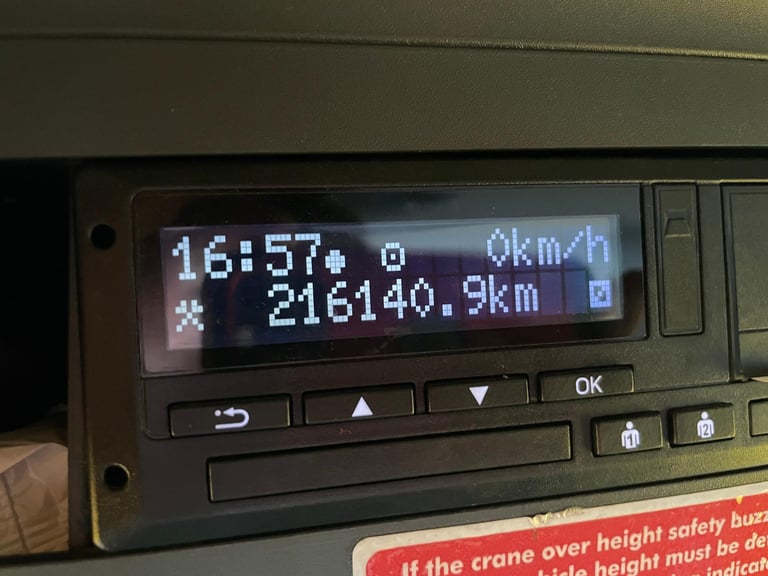 16:57 0km/h
216140.9km
OK
1 2
If the crane over height safety buzz
height must be de
indicat